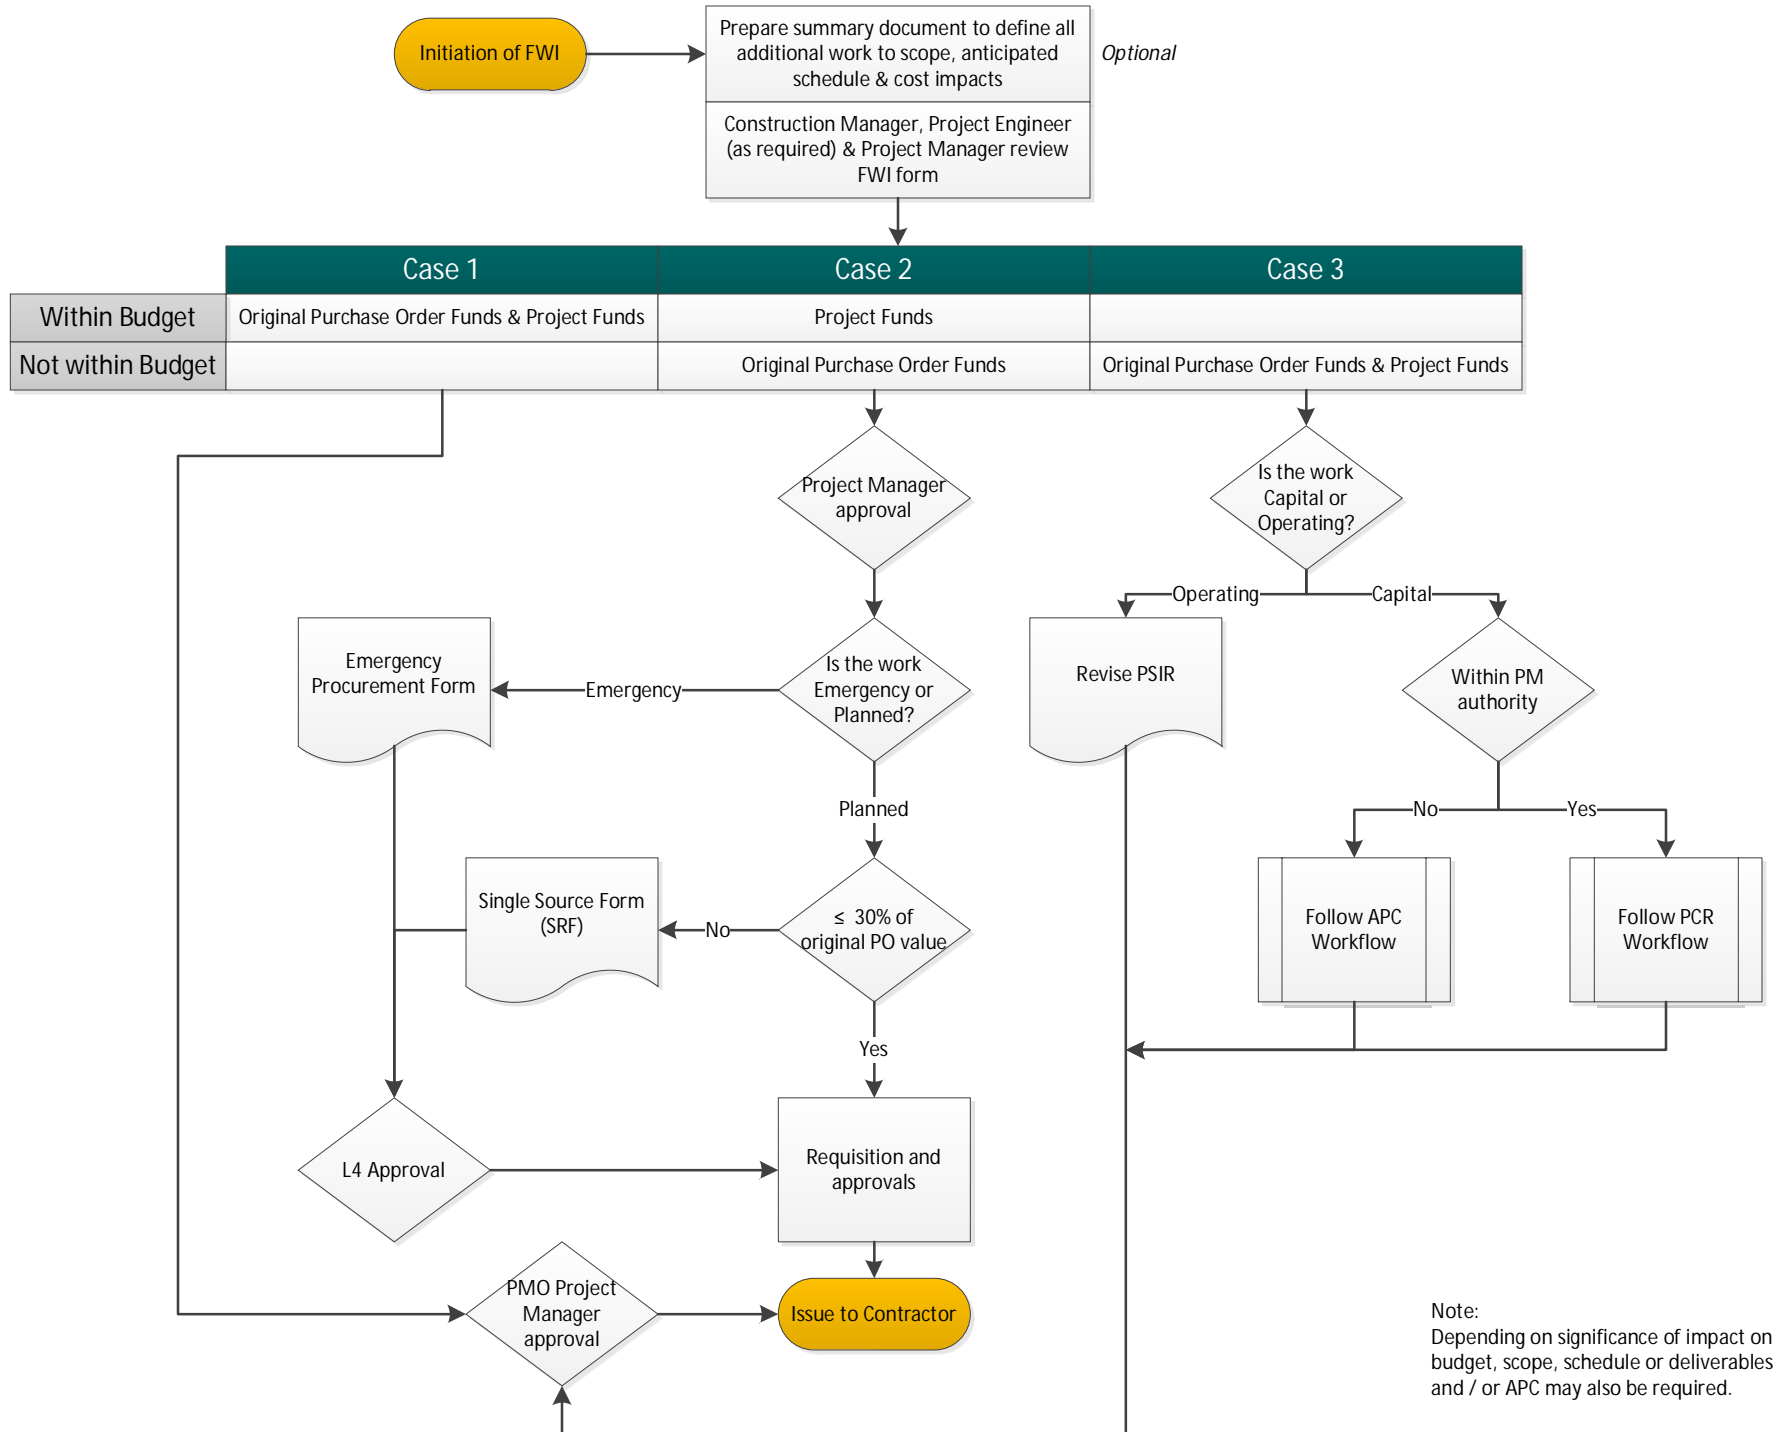 Initiation of FWI
Prepare summary document to define all
additional work to scope, anticipated
schedule & cost impacts
Optional
Construction Manager, Project Engineer
(as required) & Project Manager review
FWI form
Case 1
Case 2
Case 3
Within Budget
Original Purchase Order Funds & Project Funds
Project Funds
Not within Budget
Original Purchase Order Funds
Original Purchase Order Funds & Project Funds
Project Manager
approval
Is the work
Capital or
Operating?
Operating
Capital
Emergency
Procurement Form
Emergency
Is the work
Emergency or
Planned?
Revise PSIR
Within PM
authority
Planned
No
Yes
Single Source Form
(SRF)
No
≤ 30% of
original PO value
Follow APC
Workflow
Follow PCR
Workflow
Yes
L4 Approval
Requisition and
approvals
PMO Project
Manager
approval
Issue to Contractor
Note:
Depending on significance of impact on
budget, scope, schedule or deliverables
and / or APC may also be required.